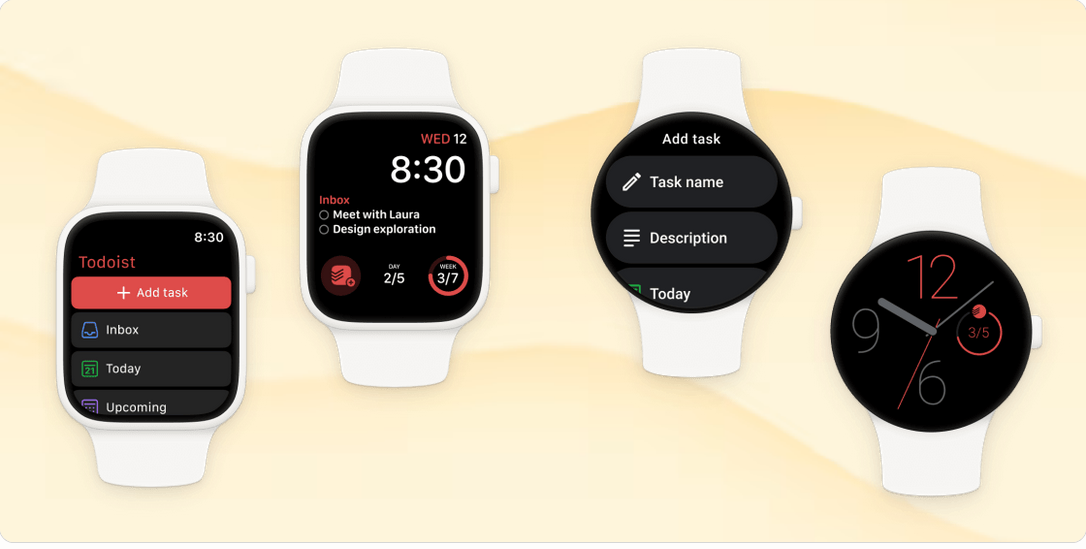 8:30
Todoist
+ Add task
Inbox
21
Today
Upcoming
WED 12
8:30
Inbox
Meet with Laura
Design exploration
DAY
2/5
WEEK
3/7
Add task
Task name
Description
Today
12
9
3/5
6